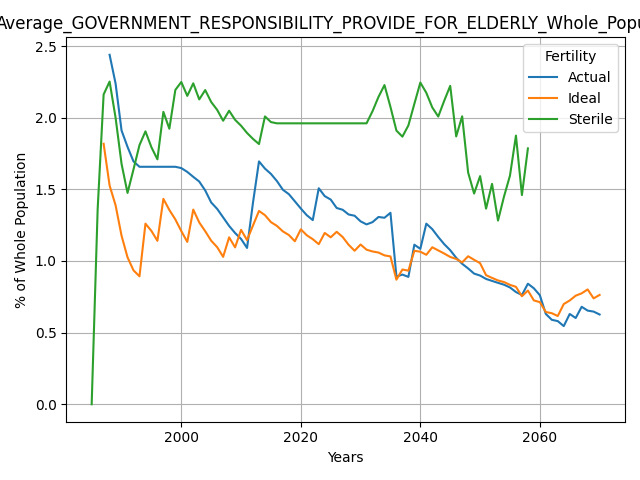 Average_GOVERNMENT_RESPONSIBILITY_PROVIDE_FOR_ELDERLY_Whole_Popu
2.5
2.0
1.5
1.0
0.5
0.0
% of Whole Population
Fertility
Actual
Ideal
Sterile
2000
2020
2040
2060
Years